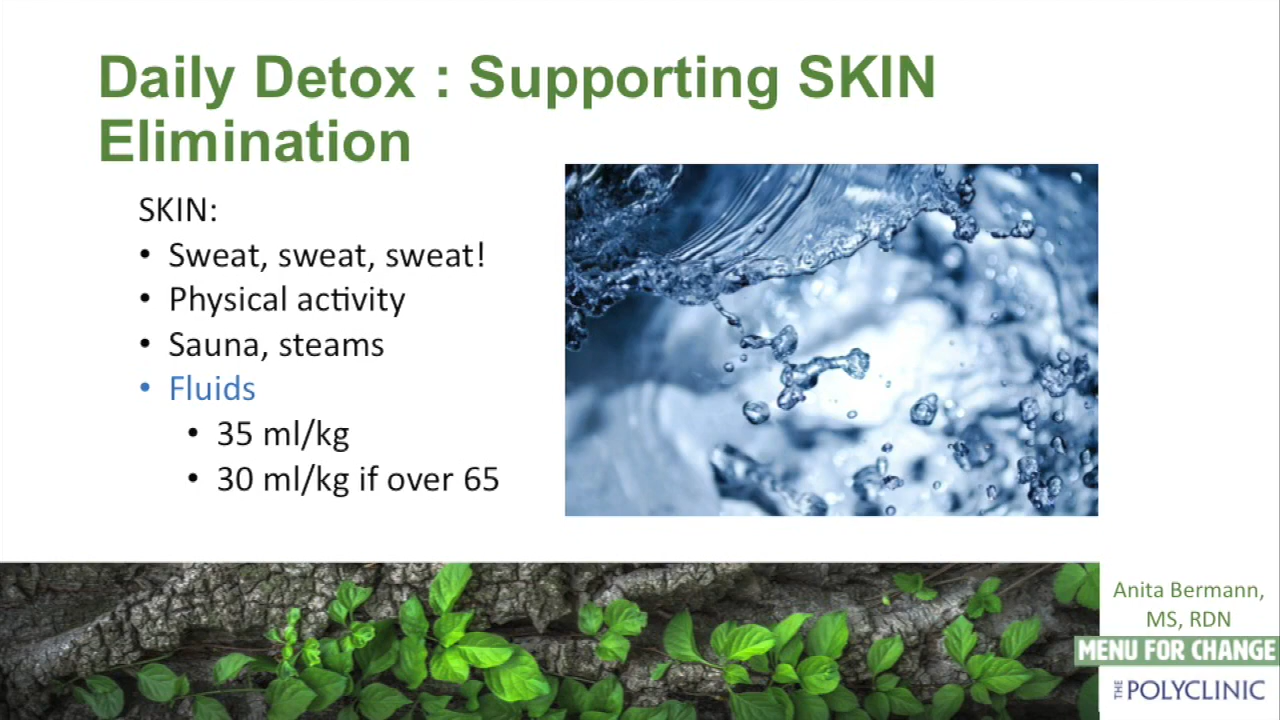 Daily Detox : Supporting SKIN
Elimination
SKIN:
• Sweat, sweat, sweat!
• Physical activity
• Sauna, steams
• Fluids
• 35 ml/kg
• 30 ml/kg if over 65
Anita Bermann,
MS, RDN
MENU FOR CHANGE
THE POLYCLINIC